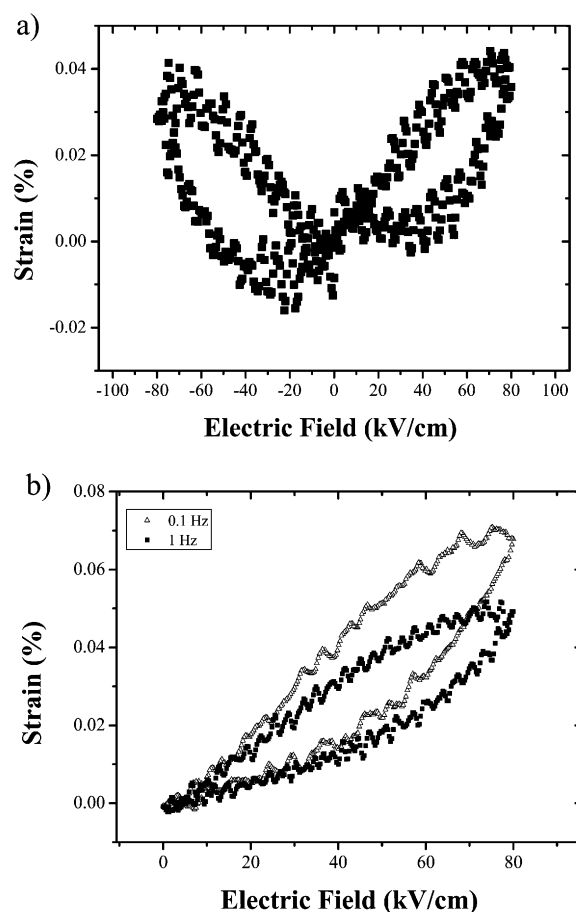 a)
0.04
0.02
0.00
-0.02
Strain (%)
-100 -80 -60 -40 -20 0 20 40 60 80 100
Electric Field (kV/cm)
b)
0.08
0.06
0.04
0.02
0.00
Strain (%)
0.1 Hz
1 Hz
0 20 40 60 80
Electric Field (kV/cm)